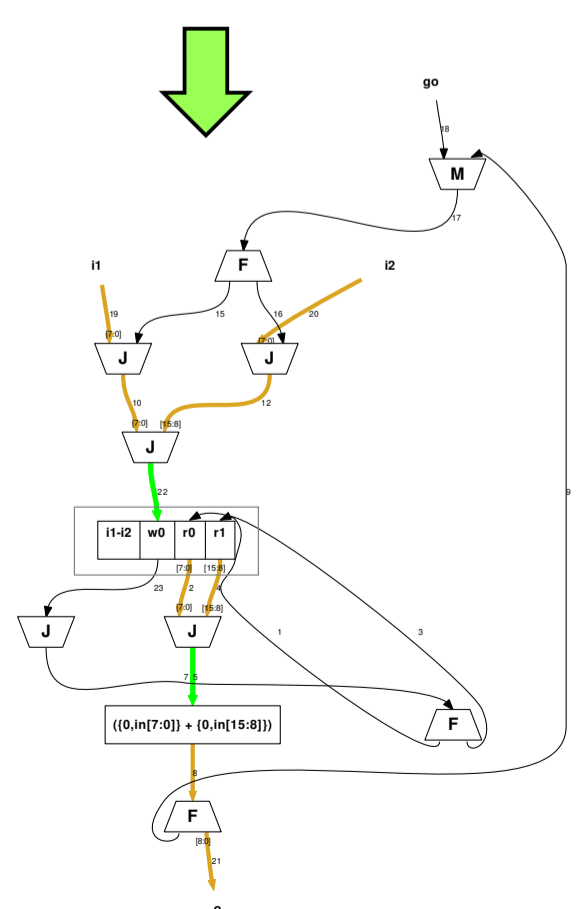 go
18
M
17
i1
F
i2
19
15
16
20
[7:0]
[7:0]
J
J
10
12
[7:0]
[15:8]
J
22
9
i1-i2
w0
r0
r1
[7:0]
[15:8]
23
2
4
[7:0]
[15:8]
J
J
1
3
7
5
F
({0,in[7:0]} + {0,in[15:8]})
8
F
[8:0]
21